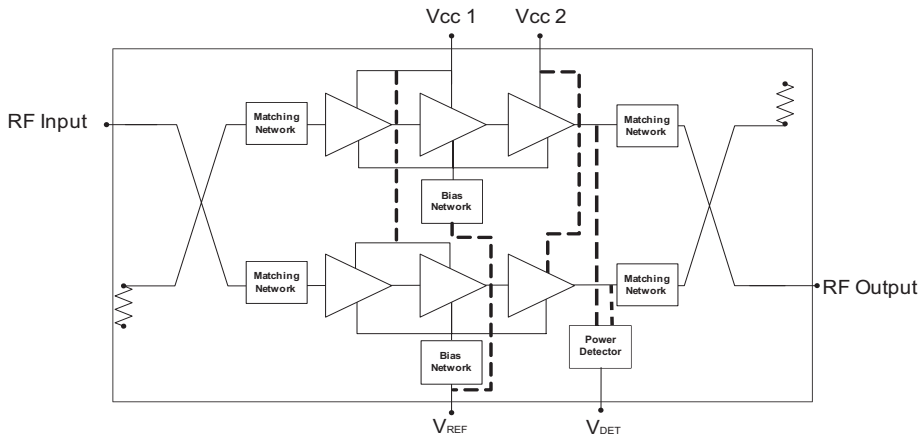 Vcc 1
Vcc 2
RF Input
Matching
Network
Matching
Network
Bias
Network
Matching
Network
Matching
Network
RF Output
Power
Detector
Bias
Network
VREF
VDET